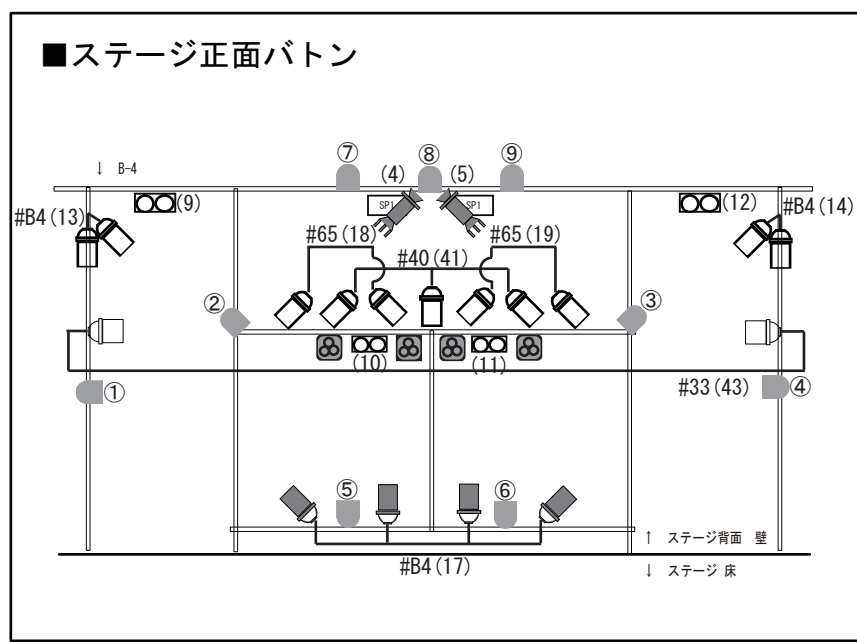 ■ステージ正面バトン
↓ B-4
⑦ (4) ⑧ (5) ⑨
(9) SP1 SP1 (12)
#B4(13) #B4(14)
#65(18) #65(19)
#40(41)
② ③
(10) (11)
① #33(43) ④
⑤ ⑥
↑ ステージ背面 壁
#B4(17)
↓ ステージ 床